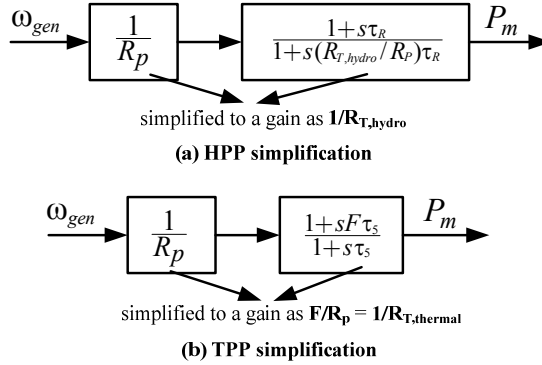 ω_gen
1/R_p
1+sτ_R / 1+s(R_T,hydro/R_P)τ_R
P_m
simplified to a gain as 1/R_T,hydro
(a) HPP simplification
ω_gen
1/R_p
1+sFτ_5 / 1+sτ_5
P_m
simplified to a gain as F/R_p = 1/R_T,thermal
(b) TPP simplification